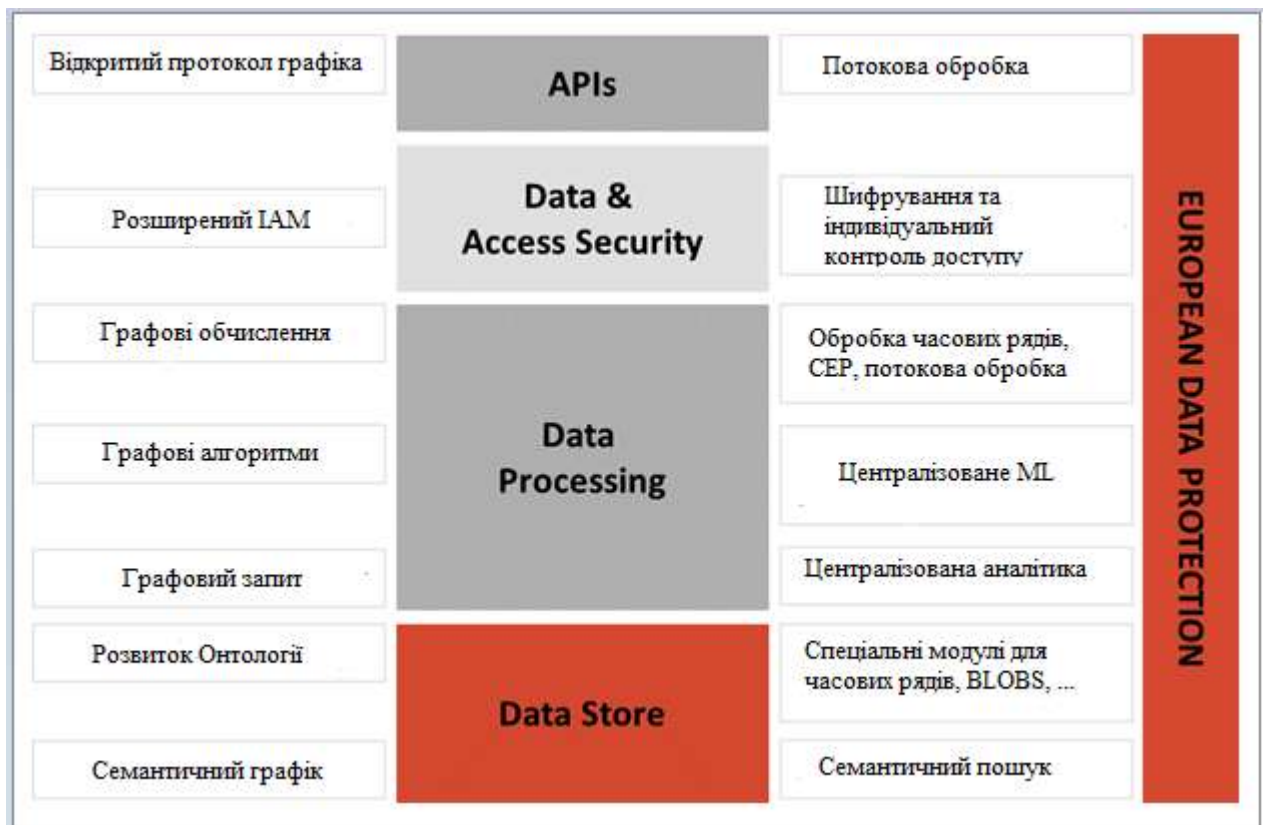 Відкритий протокол графіка
APIs
Потокова обробка
Розширений ІАМ
Data &
Access Security
Шифрування та
індивідуальний
контроль доступу
Графові обчислення
Обробка часових рядів,
CEP, потокова обробка
Графові алгоритми
Data
Processing
Централізоване ML
Графовий запит
Централізована аналітика
Розвиток Онтології
Data Store
Спеціальні модулі для
часових рядів, BLOBS, ...
Семантичний графік
Семантичний пошук
EUROPEAN DATA PROTECTION